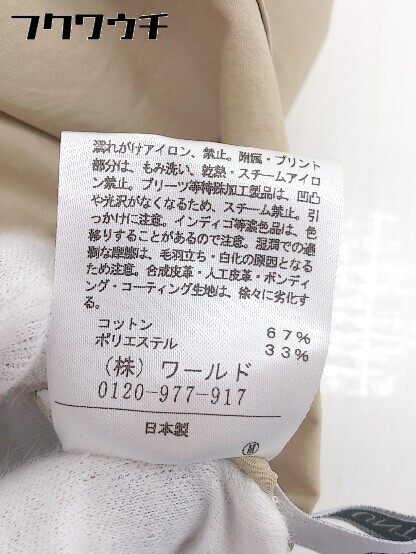 フクワウチ
濡れがけアイロン、禁止。附属・プリント
部分は、もみ洗い、乾熱・スチームアイロ
ン禁止。プリーツ等特殊加工製品は、凹凸
や光沢がなくなるため、スチーム禁止。引
っかけに注意。インディゴ等濃色品は、色
移りすることがあるので注意。湿潤での過
剰な摩擦は、毛羽立ち・白化の原因となる
ため注意。合成皮革・人工皮革・ボンディ
ング・コーティング生地は、徐々に劣化す
る。
コットン 67%
ポリエステル 33%
(株)ワールド
0120-977-917
日本製